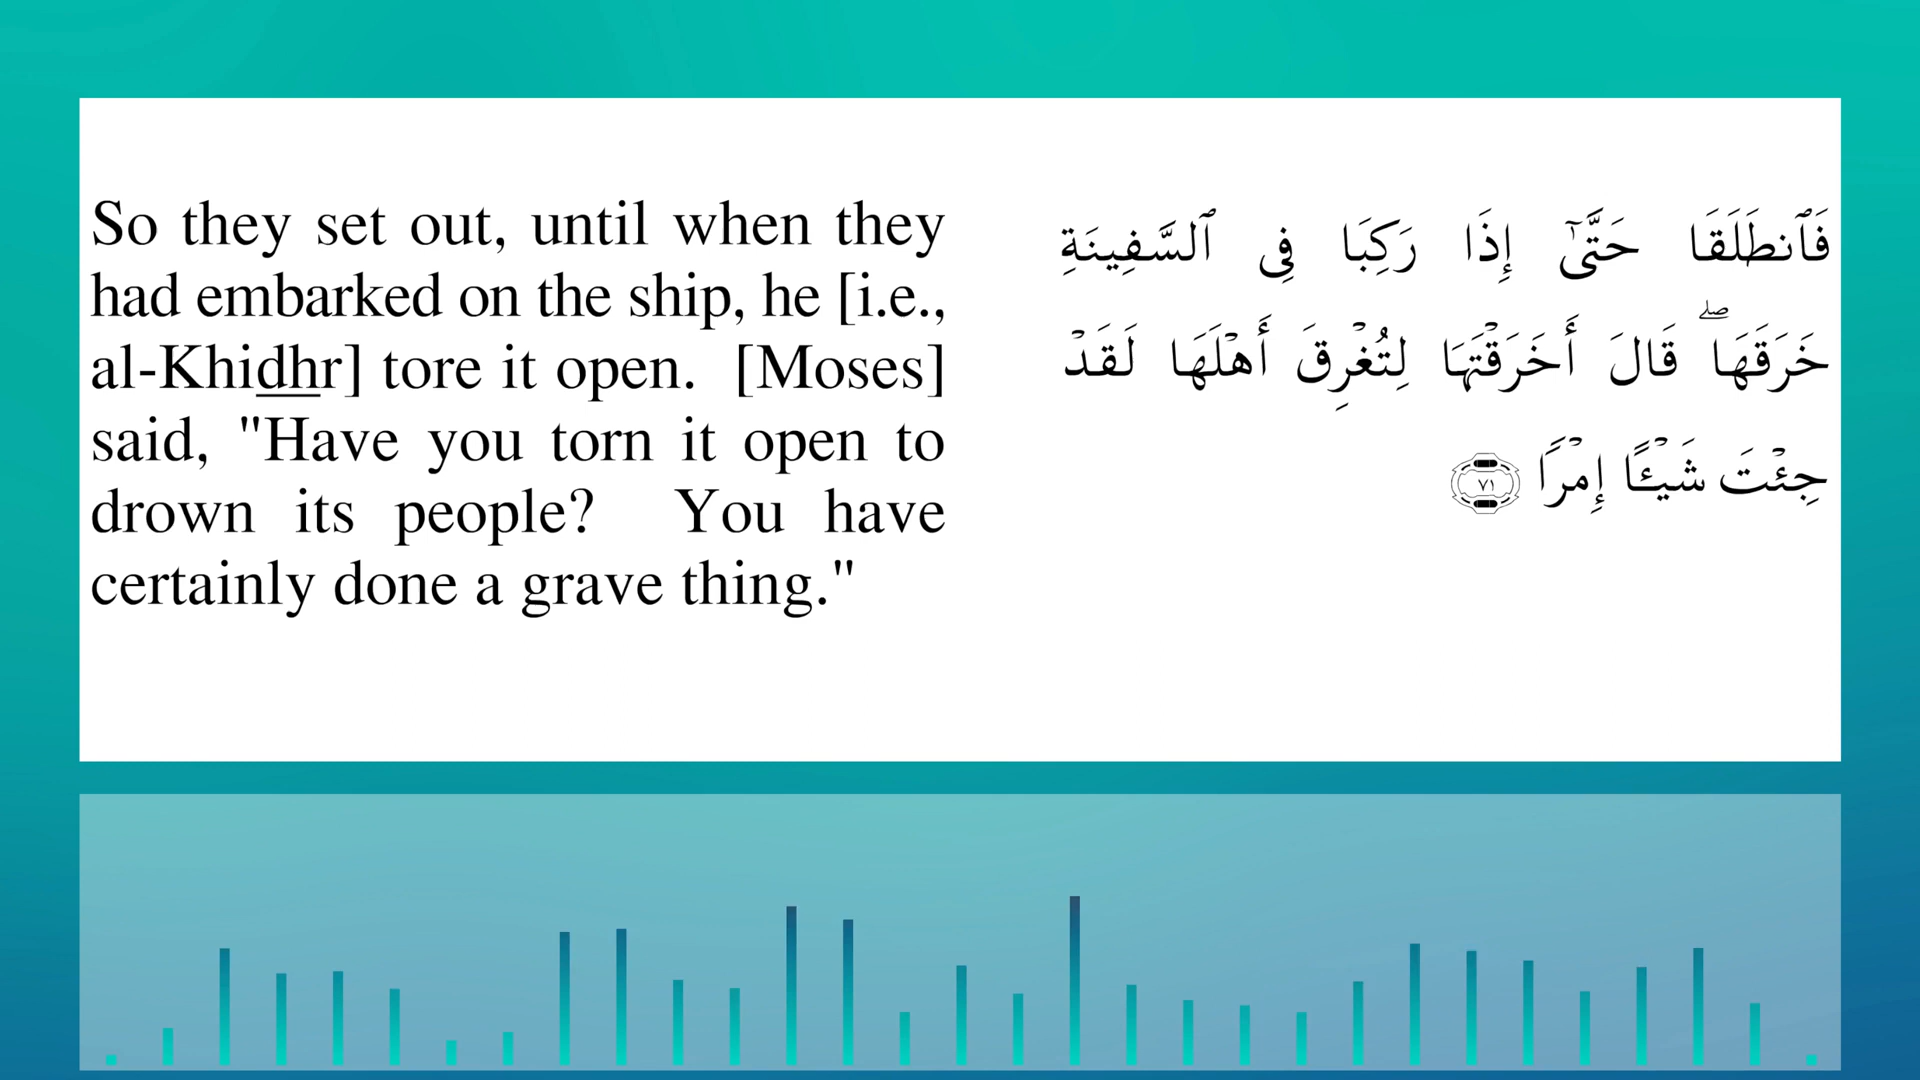 So they set out, until when they
had embarked on the ship, he [i.e.,
al-Khidhr] tore it open. [Moses]
said, "Have you torn it open to
drown its people? You have
certainly done a grave thing."
فَٱنطَلَقَا حَتَّىٰٓ إِذَا رَكِبَا فِى ٱلسَّفِينَةِ
خَرَقَهَا ۖ قَالَ أَخَرَقْتَهَا لِتُغْرِقَ أَهْلَهَا لَقَدْ
جِئْتَ شَيْـًٔا إِمْرًا ٧١